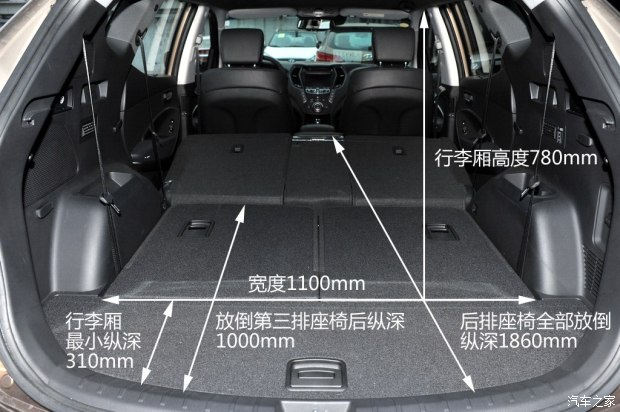 行李厢高度780mm
宽度1100mm
行李厢
最小纵深
310mm
放倒第三排座椅后纵深
1000mm
后排座椅全部放倒
纵深1860mm
汽车之家